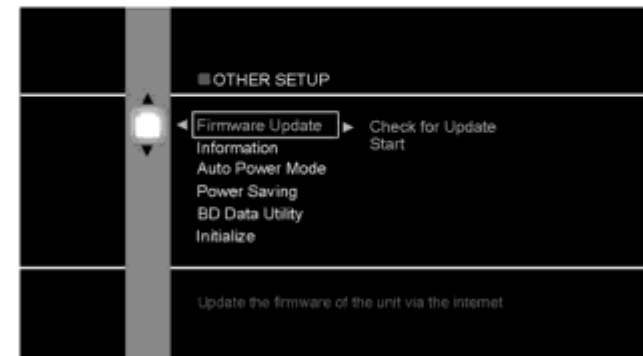 OTHER SETUP
Firmware Update
Check for Update
Information
Start
Auto Power Mode
Power Saving
BD Data Utility
Initialize
Update the firmware of the unit via the internet